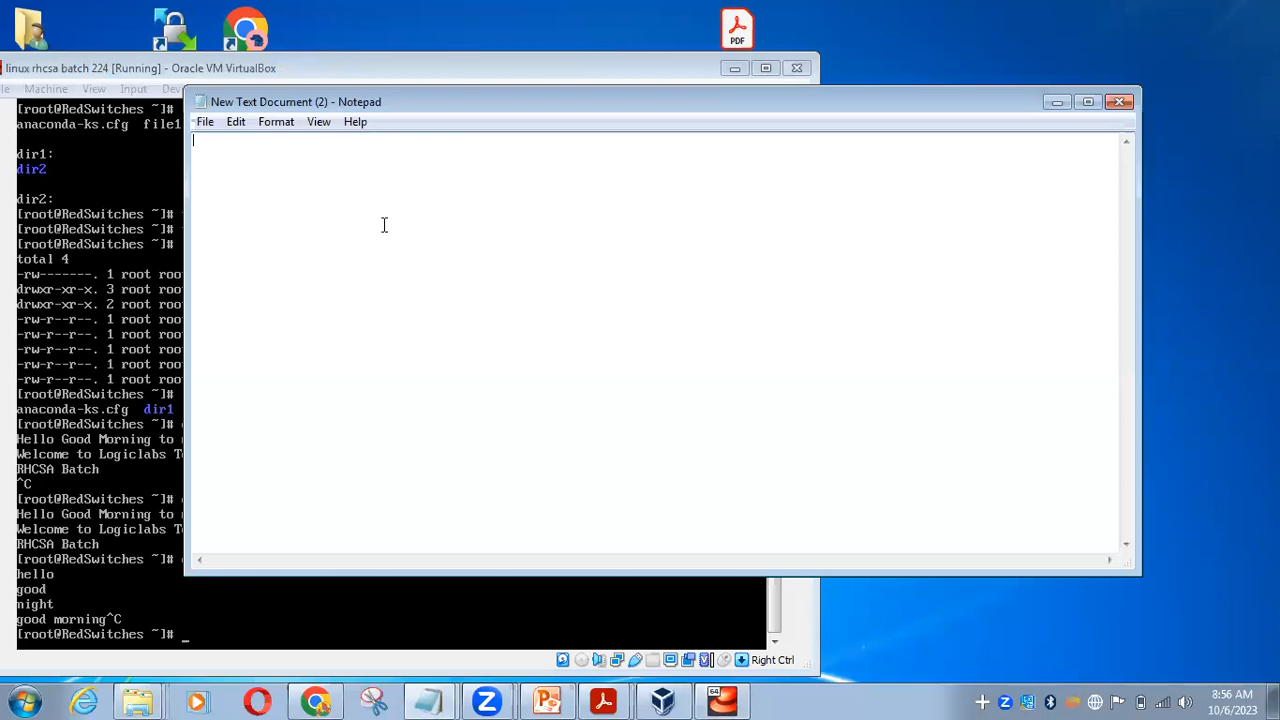 PDF
linux rhcsa batch 224 [Running] - Oracle VM VirtualBox
Machine View Input
New Text Document (2) - Notepad
File Edit Format View Help
[root@RedSwitches ~]#
anaconda-ks.cfg file1
dir1:
dir2
dir2:
[root@RedSwitches ~]#
[root@RedSwitches ~]#
[root@RedSwitches ~]#
total 4
-rw-------. 1 root
drwxr-xr-x. 3 root
drwxr-xr-x. 2 root
-rw-r--r--. 1 root
-rw-r--r--. 1 root
-rw-r--r--. 1 root
-rw-r--r--. 1 root
-rw-r--r--. 1 root
[root@RedSwitches ~]#
anaconda-ks.cfg dir1
[root@RedSwitches ~]#
Hello Good Morning to
Welcome to Logiclabs
RHCSA Batch
^C
[root@RedSwitches ~]#
Hello Good Morning to
Welcome to Logiclabs
RHCSA Batch
[root@RedSwitches ~]#
hello
good
night
good morning^C
[root@RedSwitches ~]# _
Right Ctrl
64
8:56 AM
10/6/2023